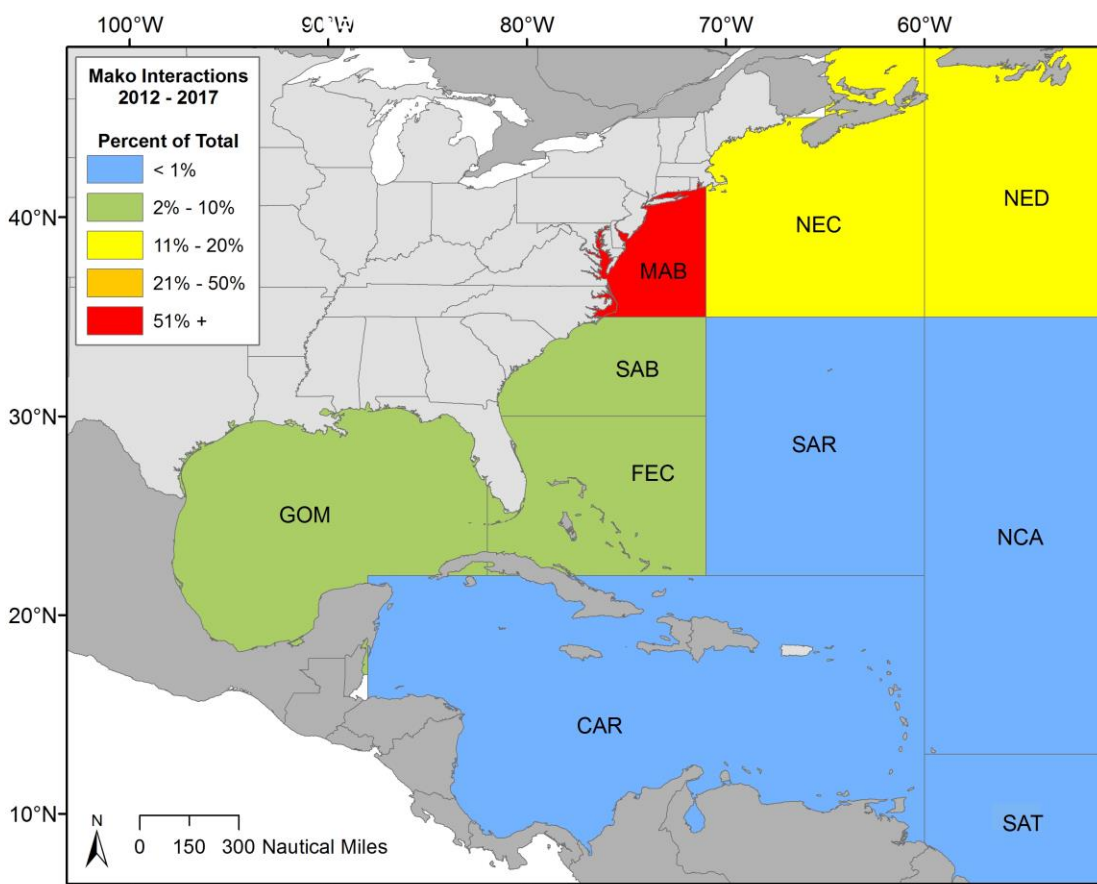 100°W 90°W 80°W 70°W 60°W
Mako Interactions
2012 - 2017
Percent of Total
< 1%
2% - 10%
11% - 20%
21% - 50%
51% +
40°N
30°N
20°N
10°N
NED
NEC
MAB
SAB
SAR
FEC
GOM
NCA
CAR
SAT
N
0 150 300 Nautical Miles